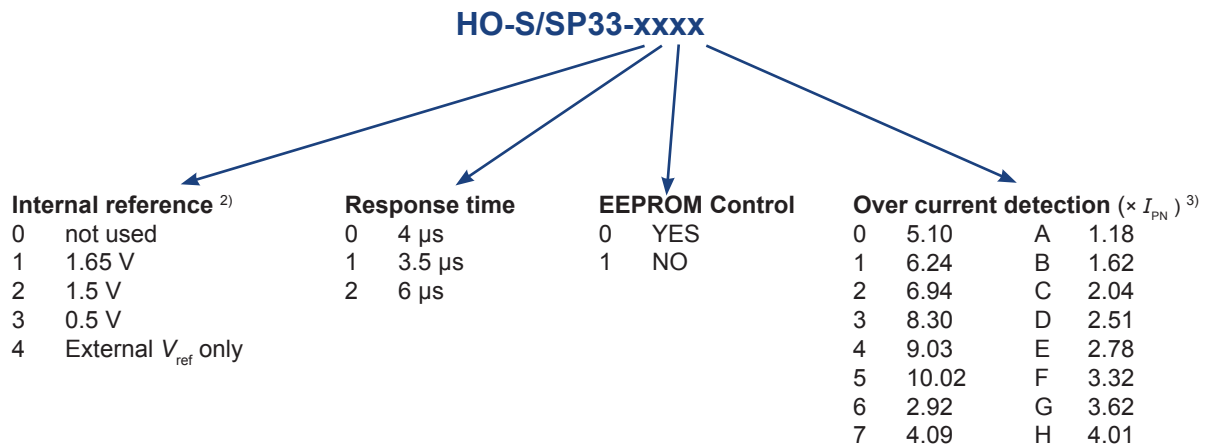 HO-S/SP33-xxxx
Internal reference 2)
0 not used
1 1.65 V
2 1.5 V
3 0.5 V
4 External Vref only
Response time
0 4 µs
1 3.5 µs
2 6 µs
EEPROM Control
0 YES
1 NO
Over current detection (× IPN ) 3)
0 5.10 A 1.18
1 6.24 B 1.62
2 6.94 C 2.04
3 8.30 D 2.51
4 9.03 E 2.78
5 10.02 F 3.32
6 2.92 G 3.62
7 4.09 H 4.01